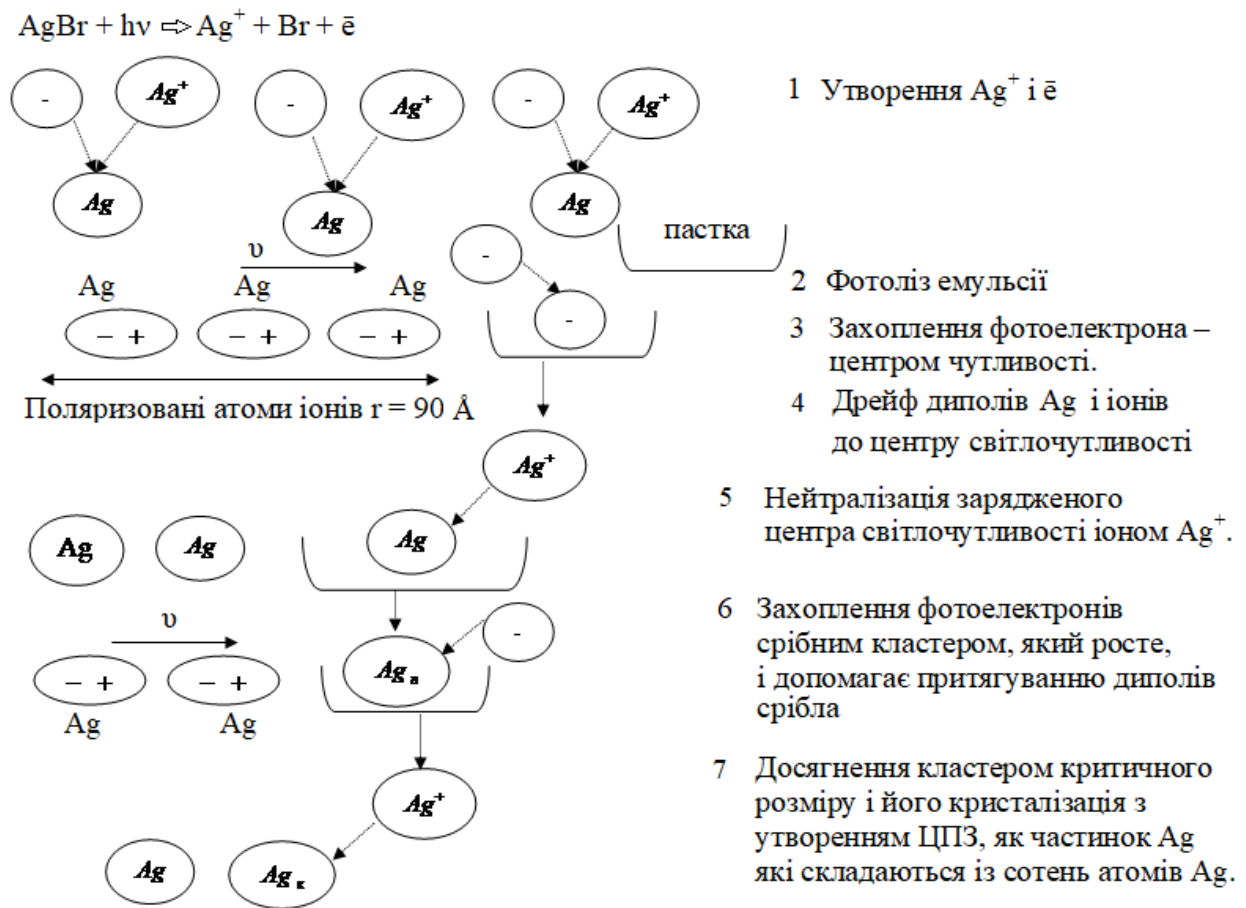 AgBr + hν ⇨ Ag⁺ + Br + ē
- Ag⁺ - Ag⁺ - Ag⁺
1 Утворення Ag⁺ і ē
Ag Ag Ag
пастка
υ
-
Ag Ag Ag
2 Фотоліз емульсії
− + − + − +
-
3 Захоплення фотоелектрона –
центром чутливості.
Поляризовані атоми іонів r = 90 Å
4 Дрейф диполів Ag і іонів
до центру світлочутливості
Ag⁺
5 Нейтралізація зарядженого
центра світлочутливості іоном Ag⁺.
Ag Ag Ag
6 Захоплення фотоелектронів
срібним кластером, який росте,
і допомагає притягуванню диполів
срібла
υ
-
− + − +
Ag
Ag Ag
7 Досягнення кластером критичного
розміру і його кристалізація з
утворенням ЦПЗ, як частинок Ag
які складаються із сотень атомів Ag.
Ag⁺
Ag Ag к